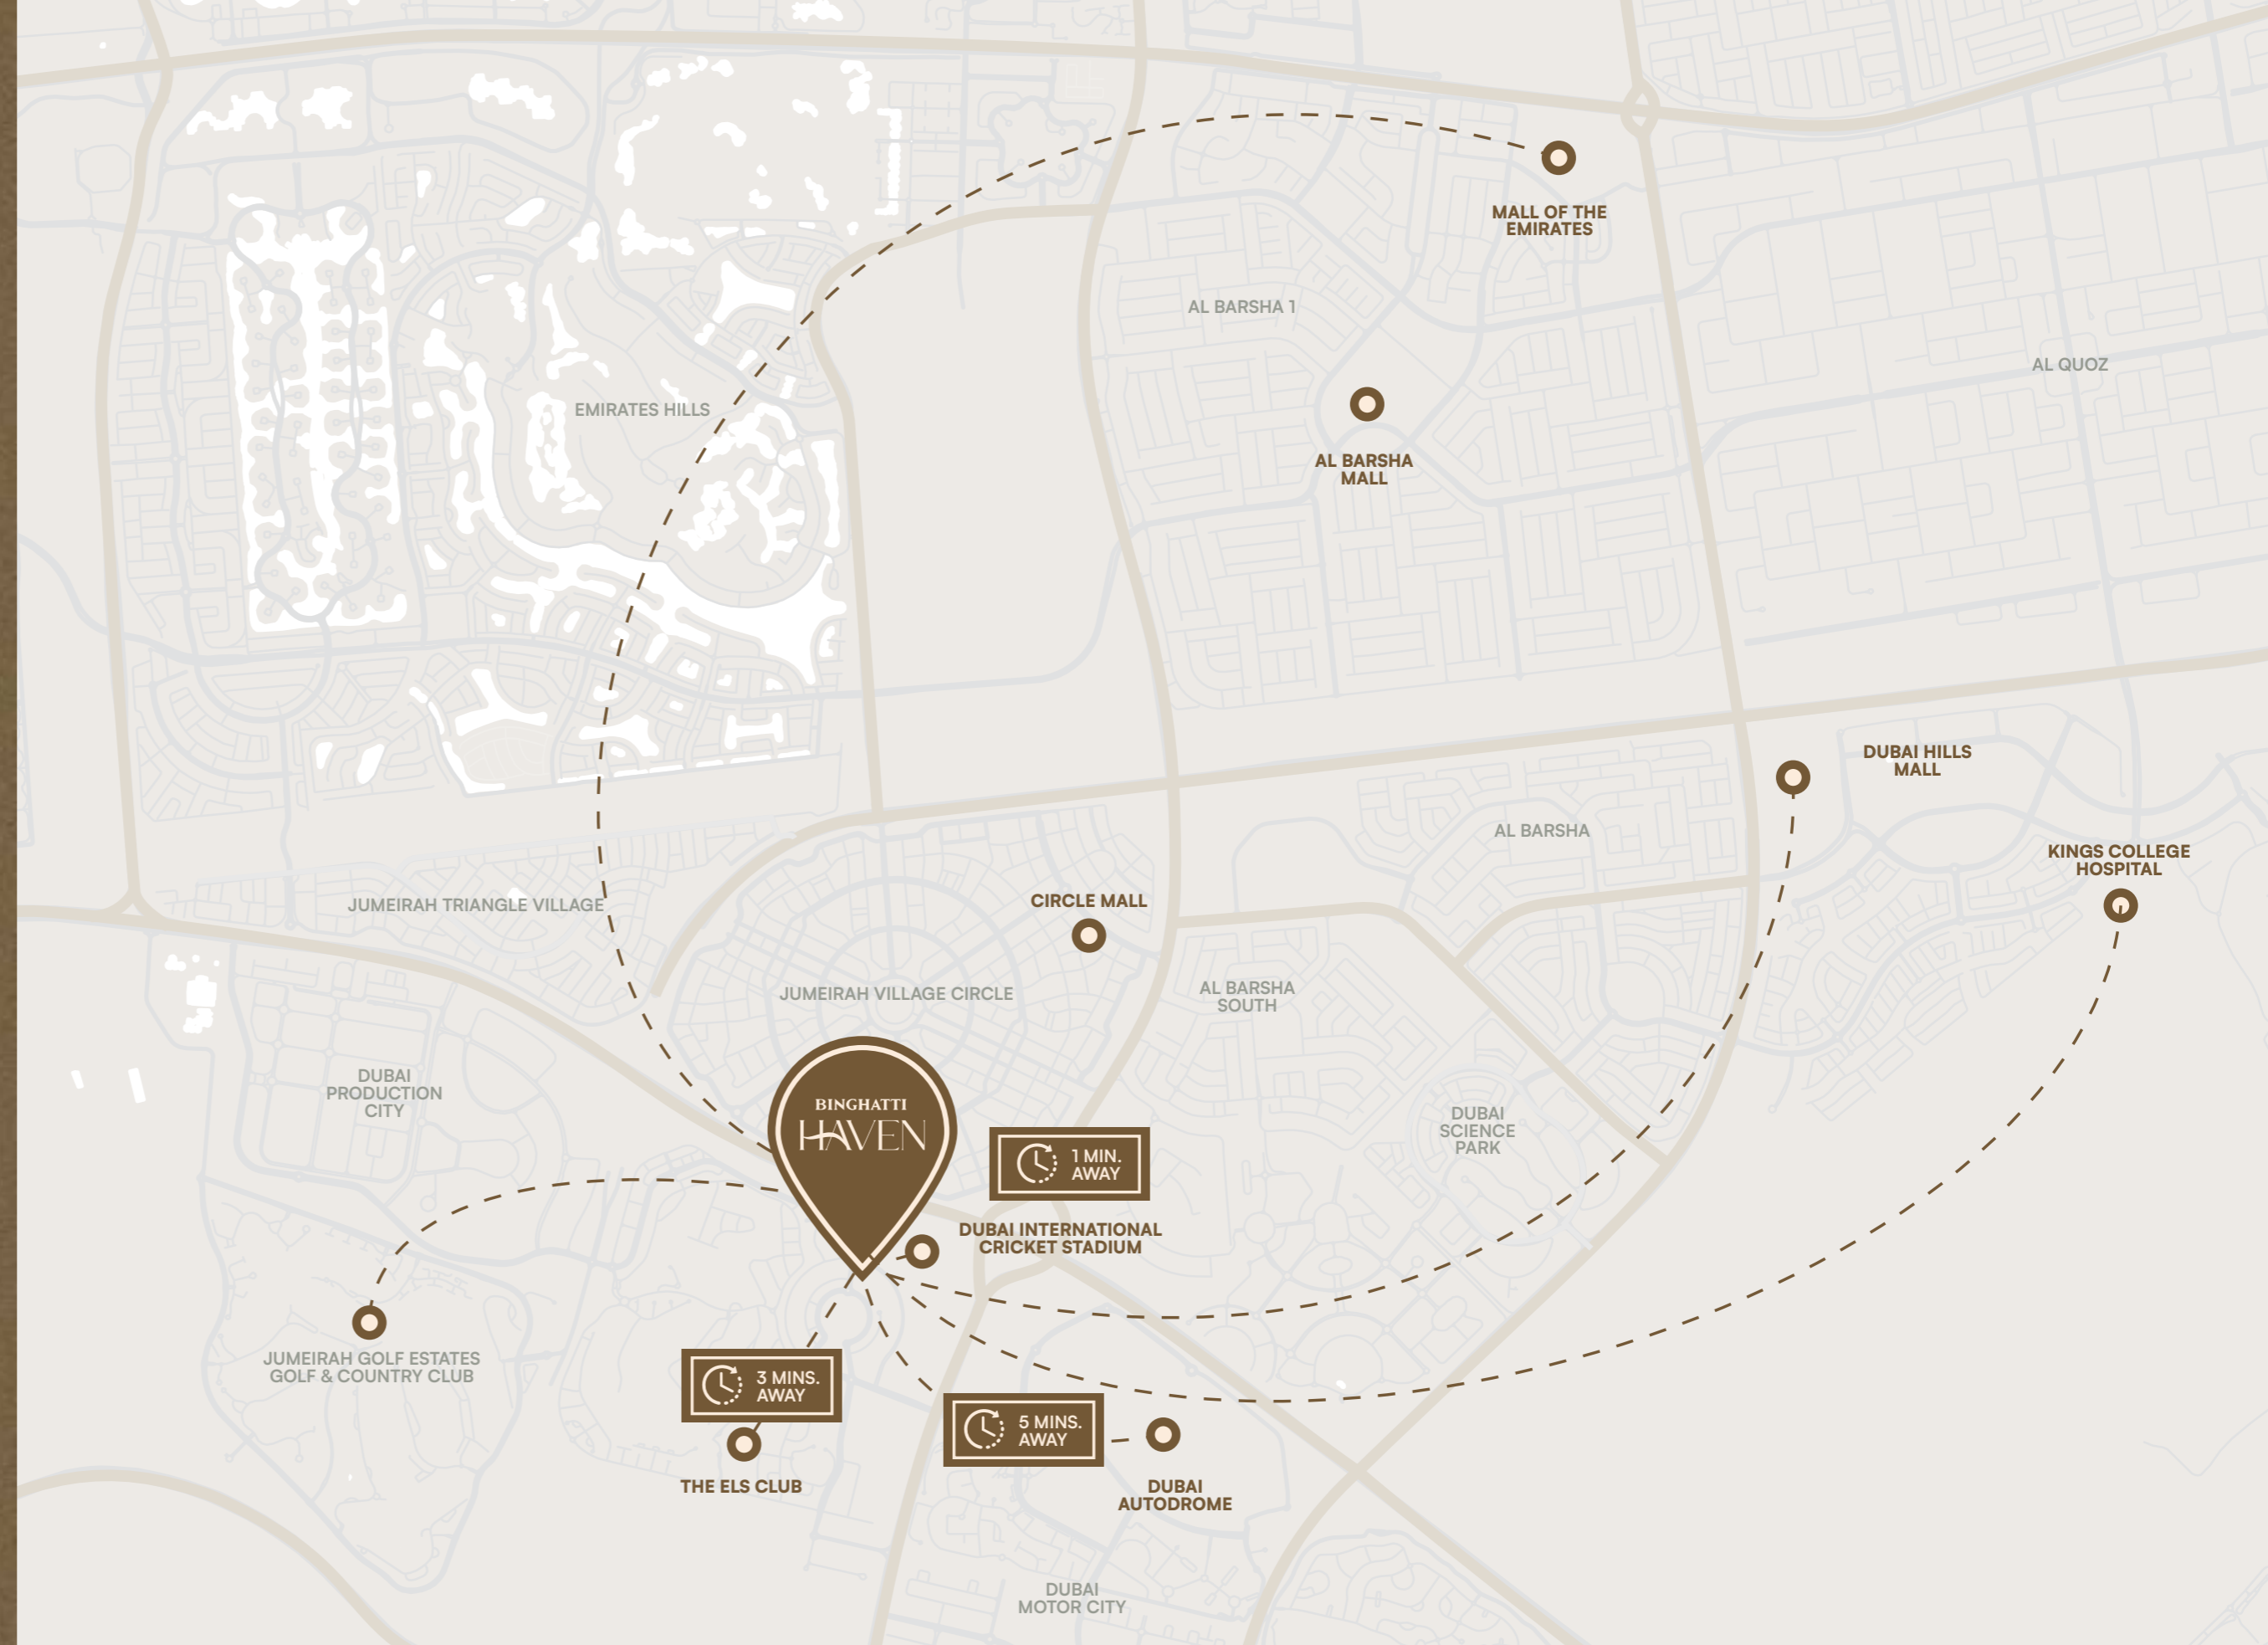 MALL OF THE
EMIRATES
AL BARSHA 1
AL QUOZ
EMIRATES HILLS
AL BARSHA
MALL
DUBAI HILLS
MALL
AL BARSHA
KINGS COLLEGE
HOSPITAL
CIRCLE MALL
JUMEIRAH TRIANGLE VILLAGE
JUMEIRAH VILLAGE CIRCLE
AL BARSHA
SOUTH
DUBAI
PRODUCTION
CITY
BINGHATTI
HAVEN
DUBAI
SCIENCE
PARK
1 MIN.
AWAY
DUBAI INTERNATIONAL
CRICKET STADIUM
JUMEIRAH GOLF ESTATES
GOLF & COUNTRY CLUB
3 MINS.
AWAY
5 MINS.
AWAY
THE ELS CLUB
DUBAI
AUTODROME
DUBAI
MOTOR CITY